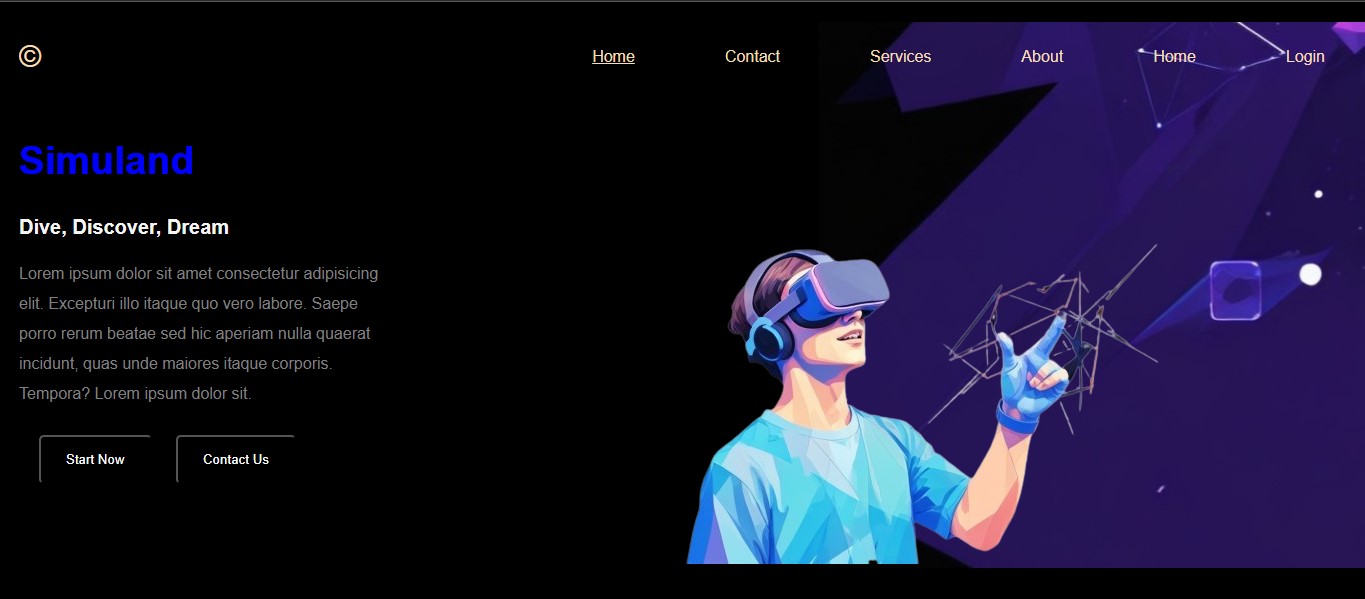 ©
Home Contact Services About Home Login
Simuland
Dive, Discover, Dream
Lorem ipsum dolor sit amet consectetur adipisicing
elit. Excepturi illo itaque quo vero labore. Saepe
porro rerum beatae sed hic aperiam nulla quaerat
incidunt, quas unde maiores itaque corporis.
Tempora? Lorem ipsum dolor sit.
Start Now Contact Us